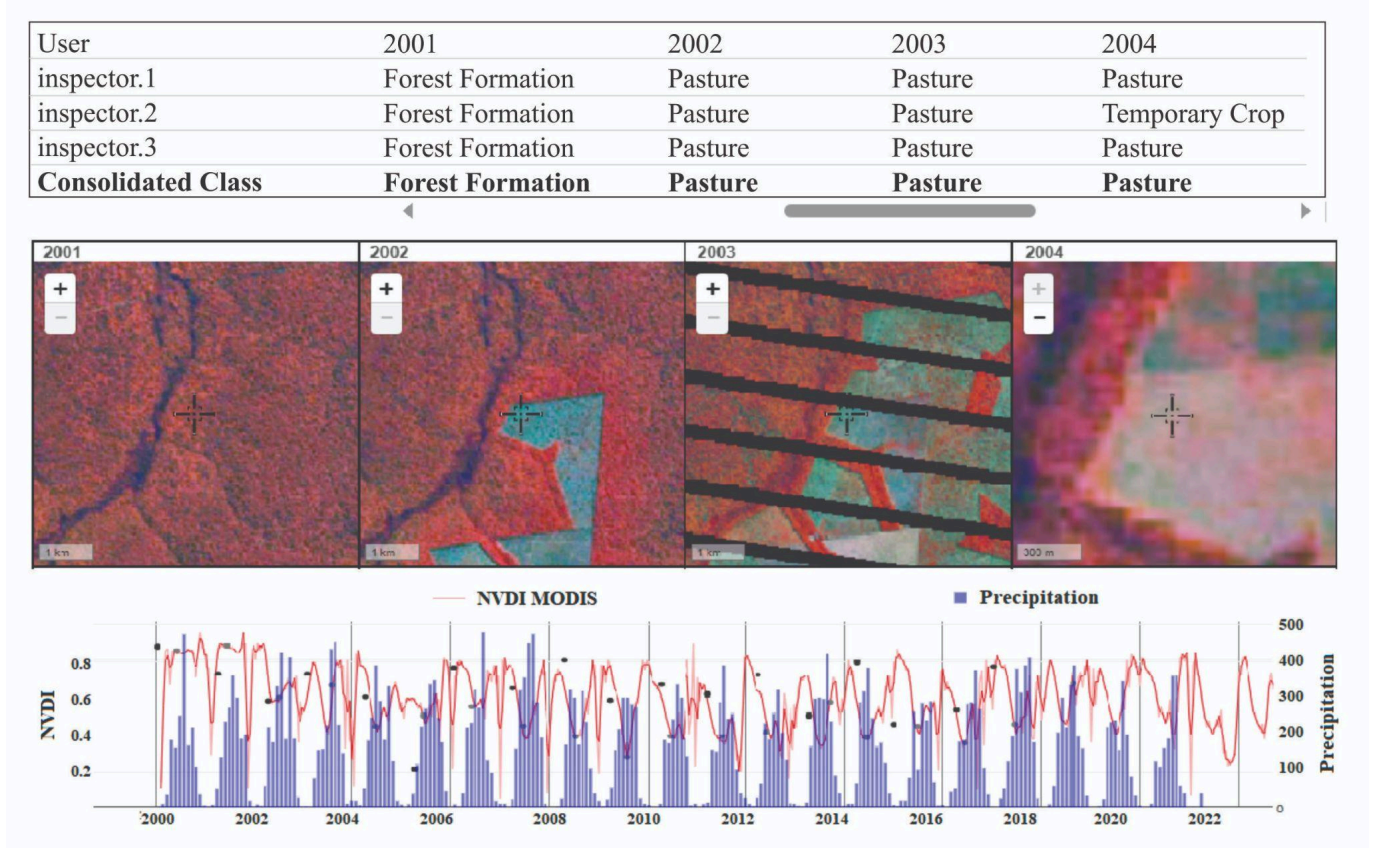 User 2001 2002 2003 2004
inspector.1 Forest Formation Pasture Pasture Pasture
inspector.2 Forest Formation Pasture Pasture Temporary Crop
inspector.3 Forest Formation Pasture Pasture Pasture
Consolidated Class Forest Formation Pasture Pasture Pasture
2001 2002 2003 2004
+ + + +
− − − −
1 km 1 km 1 km 300 m
NVDI MODIS Precipitation
500
0.8 400
0.6 300
0.4 200
0.2 100
0
NVDI
Precipitation
2000 2002 2004 2006 2008 2010 2012 2014 2016 2018 2020 2022